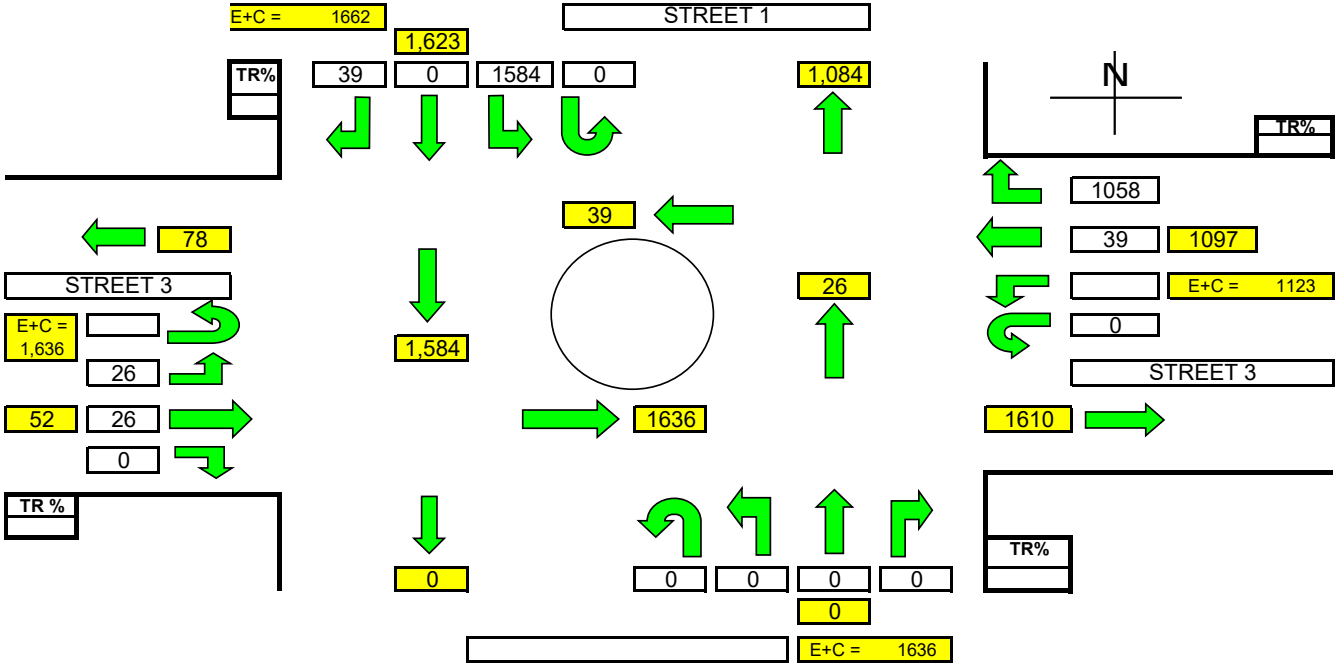 E+C = 1662
STREET 1
1,623
TR%
39 0 1584 0
1,084
N
TR%
1058
39
78
39 1097
STREET 3
26
E+C = 1123
E+C =
1,636
0
1,584
26
STREET 3
52 26
1636
1610
0
TR %
TR%
0
0 0 0 0
0
E+C = 1636